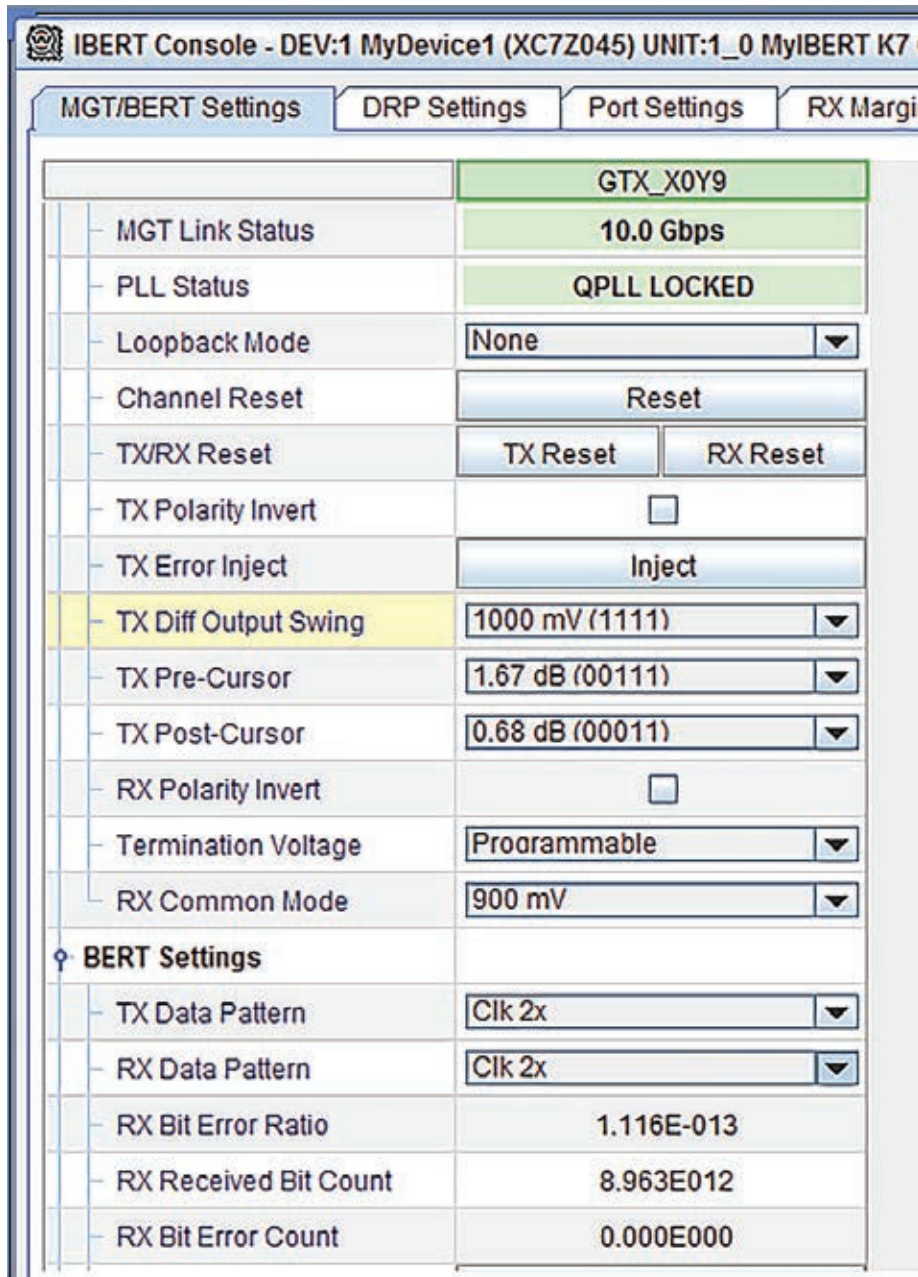 IBERT Console - DEV:1 MyDevice1 (XC7Z045) UNIT:1_0 MyIBERT K7
MGT/BERT Settings DRP Settings Port Settings RX Margi
GTX_X0Y9
MGT Link Status 10.0 Gbps
PLL Status QPLL LOCKED
Loopback Mode None
Channel Reset Reset
TX/RX Reset TX Reset RX Reset
TX Polarity Invert
TX Error Inject Inject
TX Diff Output Swing 1000 mV (1111)
TX Pre-Cursor 1.67 dB (00111)
TX Post-Cursor 0.68 dB (00011)
RX Polarity Invert
Termination Voltage Programmable
RX Common Mode 900 mV
BERT Settings
TX Data Pattern Clk 2x
RX Data Pattern Clk 2x
RX Bit Error Ratio 1.116E-013
RX Received Bit Count 8.963E012
RX Bit Error Count 0.000E000